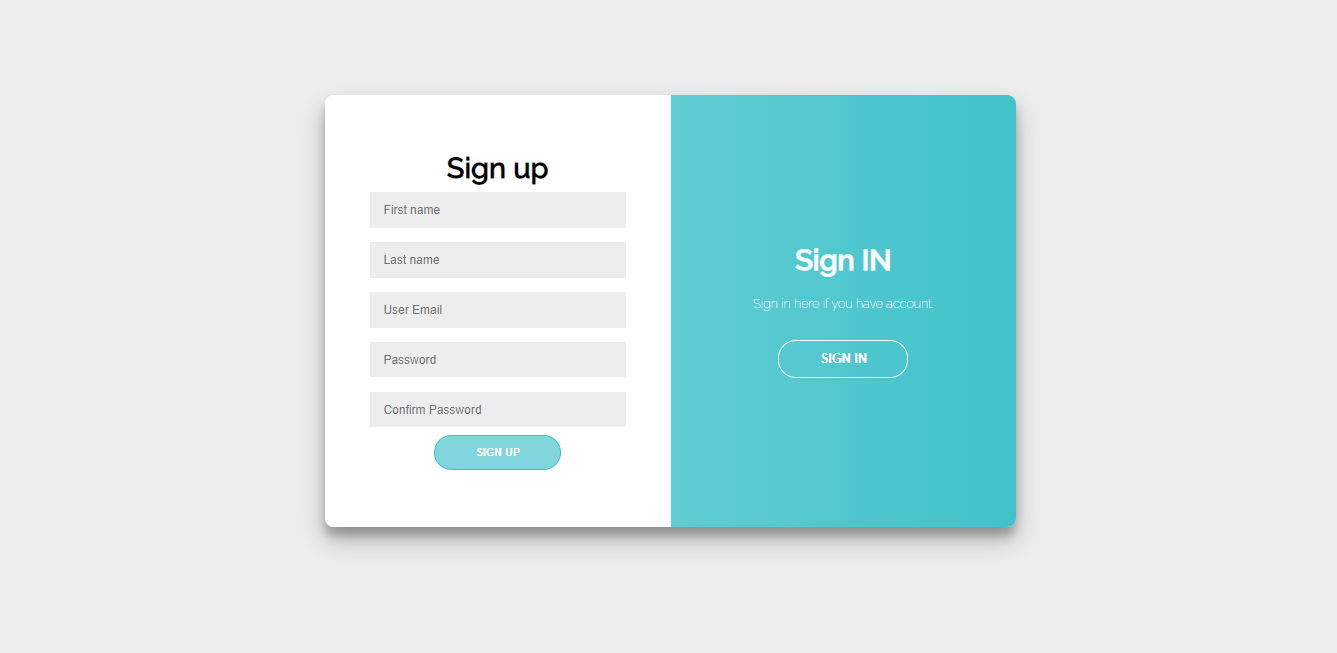 Sign up
First name
Last name
User Email
Password
Confirm Password
SIGN UP
Sign IN
Sign in here if you have account.
SIGN IN